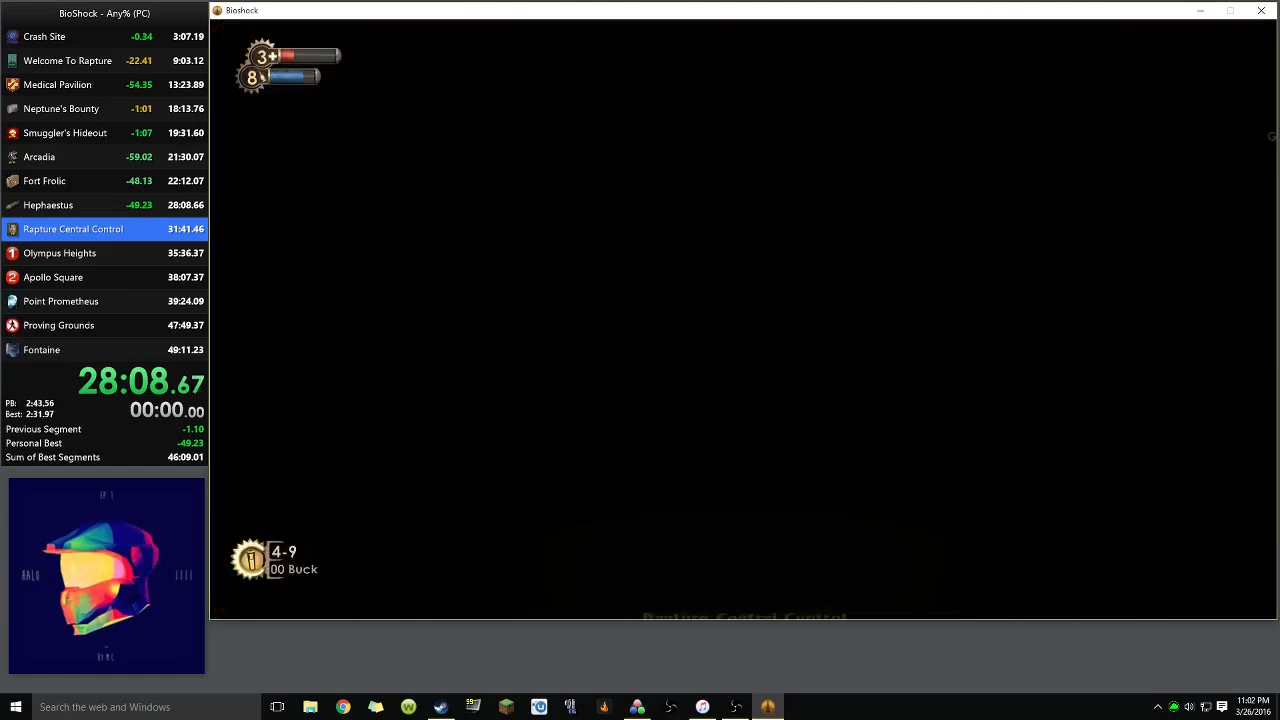 BioShock - Any% (PC)
Crash Site -0.34 3:07.19
Welcome To Rapture -22.41 9:03.12
Medical Pavilion -54.35 13:23.89
Neptune's Bounty -1:01 18:13.76
Smuggler's Hideout -1:07 19:31.60
Arcadia -59.02 21:30.07
Fort Frolic -48.13 22:12.07
Hephaestus -49.23 28:08.66
Rapture Central Control 31:41.46
Olympus Heights 35:36.37
Apollo Square 38:07.37
Point Prometheus 39:24.09
Proving Grounds 47:49.37
Fontaine 49:11.23
28:08.67
PB: 2:43.56
Best: 2:31.97
00:00.00
Previous Segment -1.10
Personal Best -49.23
Sum of Best Segments 46:09.01
HALO
Bioshock
3+
8
G
4-9
00 Buck
Rapture Central Control
Search the web and Windows
11:02 PM
3/26/2016